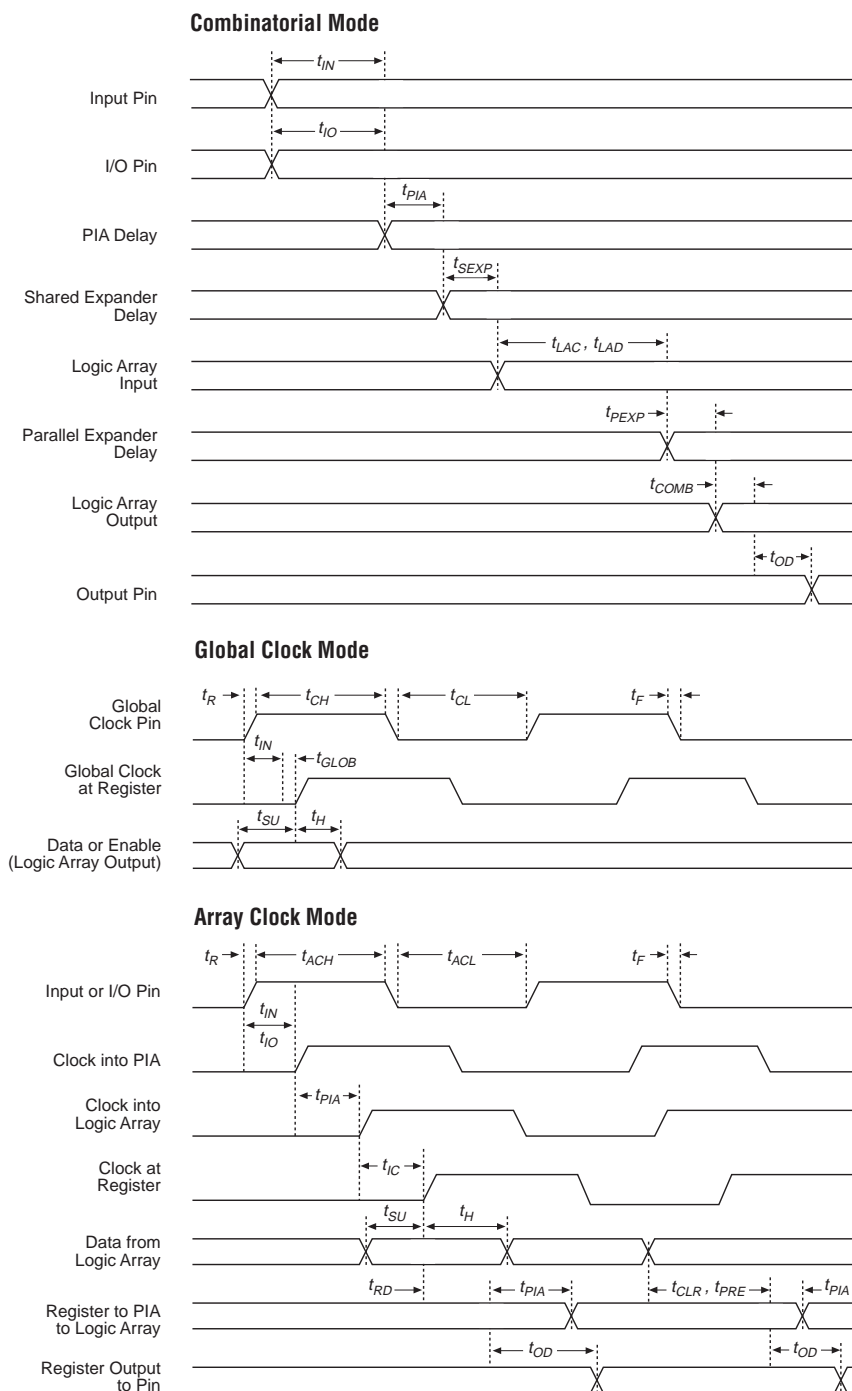 Combinatorial Mode
tIN
Input Pin
tIO
I/O Pin
tPIA
PIA Delay
tSEXP
Shared Expander
Delay
tLAC , tLAD
Logic Array
Input
tPEXP
Parallel Expander
Delay
tCOMB
Logic Array
Output
tOD
Output Pin
Global Clock Mode
tR
tCH
tCL
tF
Global
Clock Pin
tIN
tGLOB
Global Clock
at Register
tSU
tH
Data or Enable
(Logic Array Output)
Array Clock Mode
tR
tACH
tACL
tF
Input or I/O Pin
tIN
tIO
Clock into PIA
tPIA
Clock into
Logic Array
tIC
Clock at
Register
tSU
tH
Data from
Logic Array
tRD
tPIA
tCLR , tPRE
tPIA
Register to PIA
to Logic Array
tOD
tOD
Register Output
to Pin